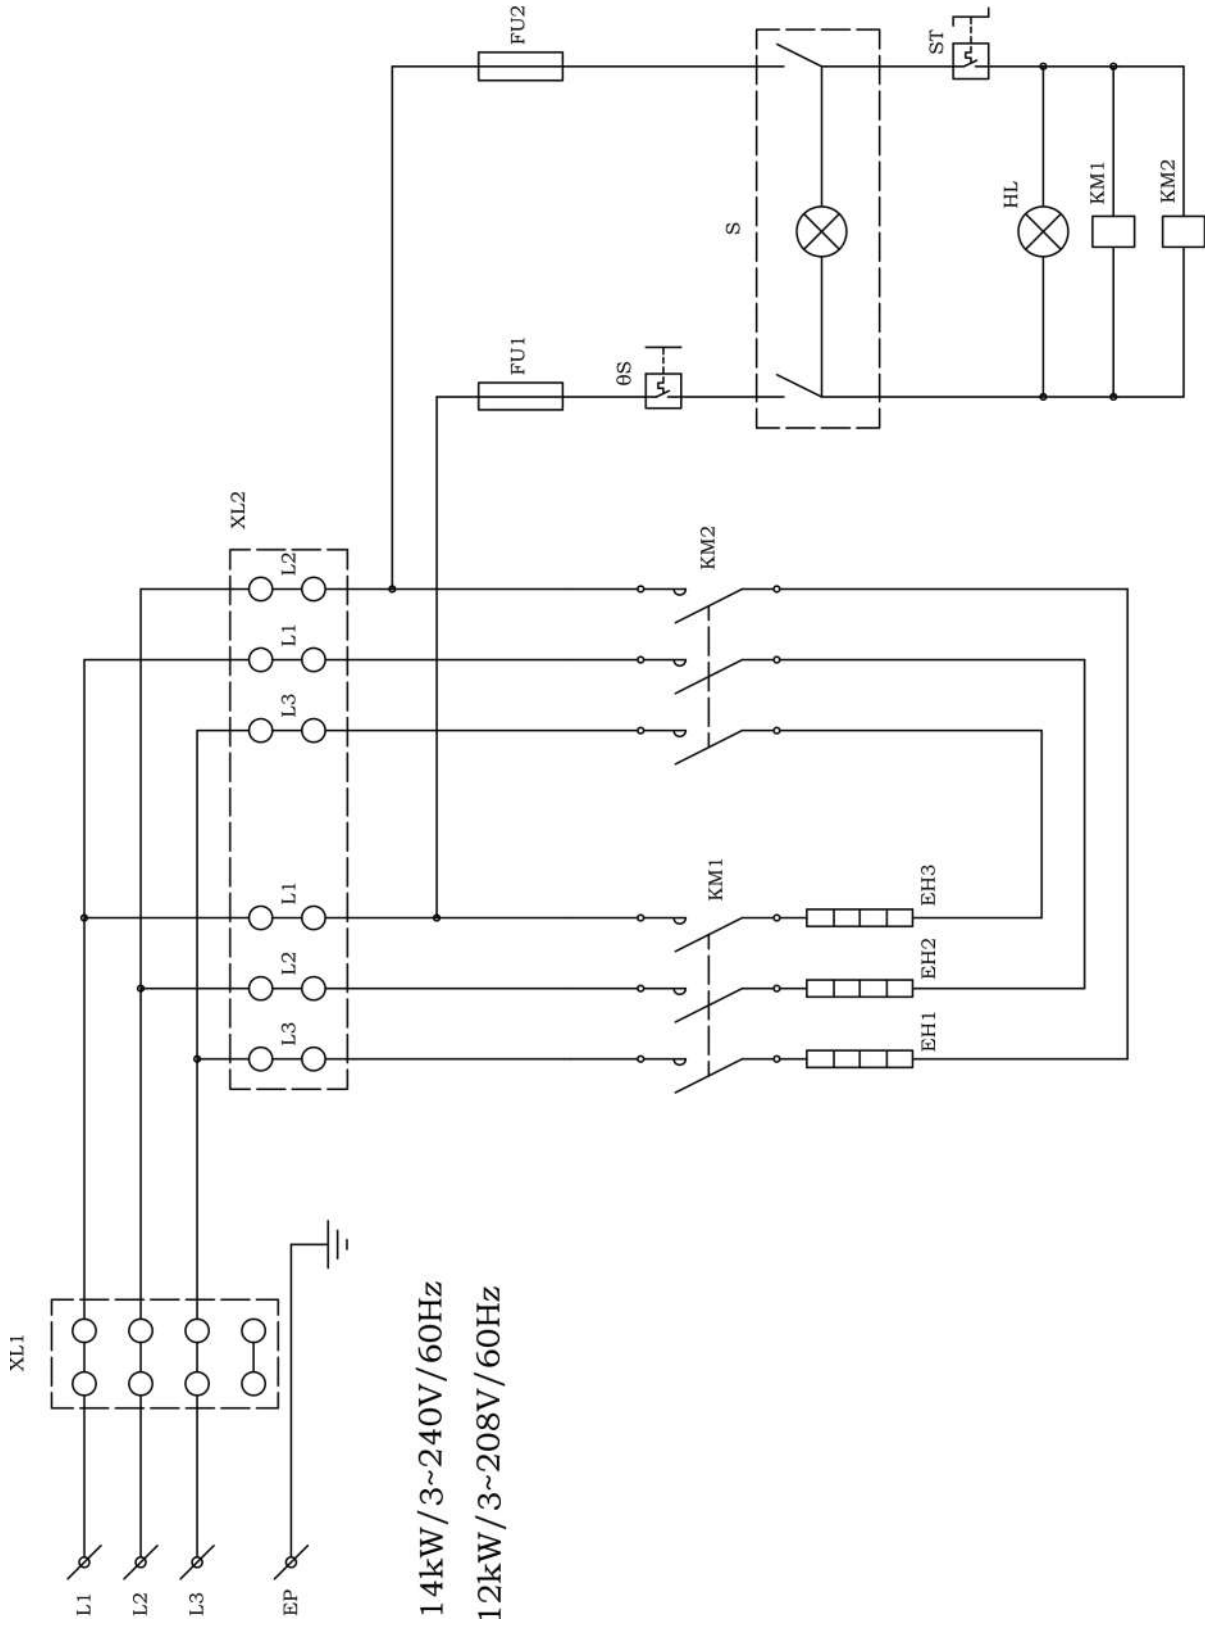 L1
L2
L3
EP
XL1
14kW/3~240V/60Hz
12kW/3~208V/60Hz
XL2
L3
L2
L1
L3
L1
L2
KM1
KM2
EH1
EH2
EH3
FU1
FU2
θS
S
ST
HL
KM1
KM2